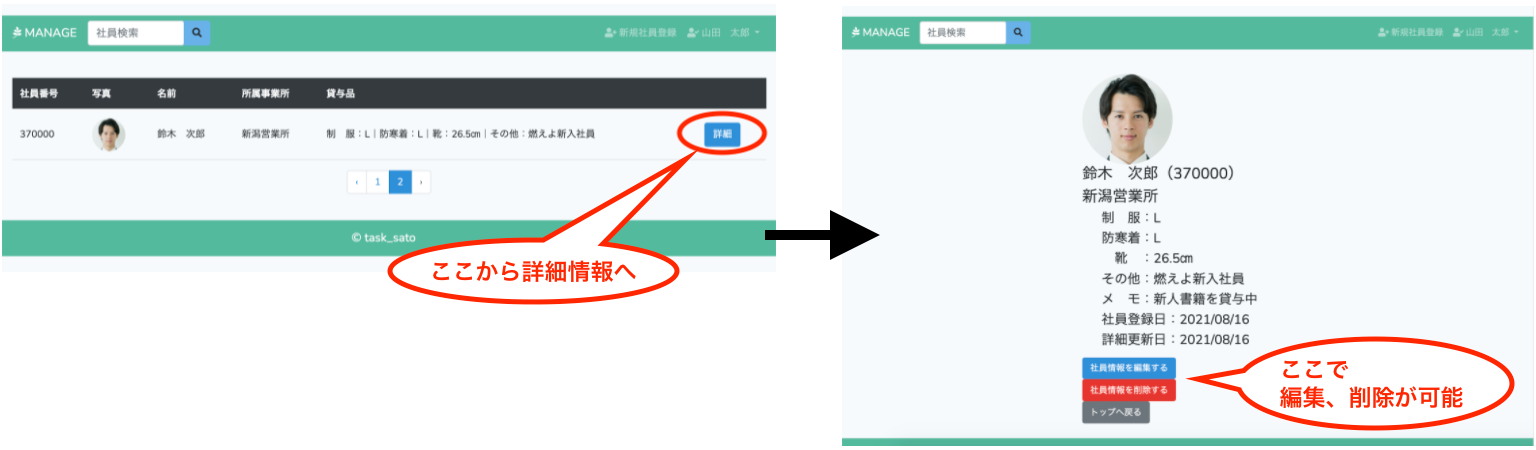 MANAGE 社員検索 新規社員登録 山田　太郎
社員番号 写真 名前 所属事業所 貸与品
370000 鈴木　次郎 新潟営業所 制　服：L｜防寒着：L｜靴：26.5㎝｜その他：燃えよ新入社員 詳細
‹ 1 2 ›
© task_sato
ここから詳細情報へ
MANAGE 社員検索 新規社員登録 山田　太郎
鈴木　次郎（370000）
新潟営業所
制　服：L
防寒着：L
靴　：26.5㎝
その他：燃えよ新入社員
メ　モ：新人書籍を貸与中
社員登録日：2021/08/16
詳細更新日：2021/08/16
社員情報を編集する
社員情報を削除する
トップへ戻る
ここで
編集、削除が可能